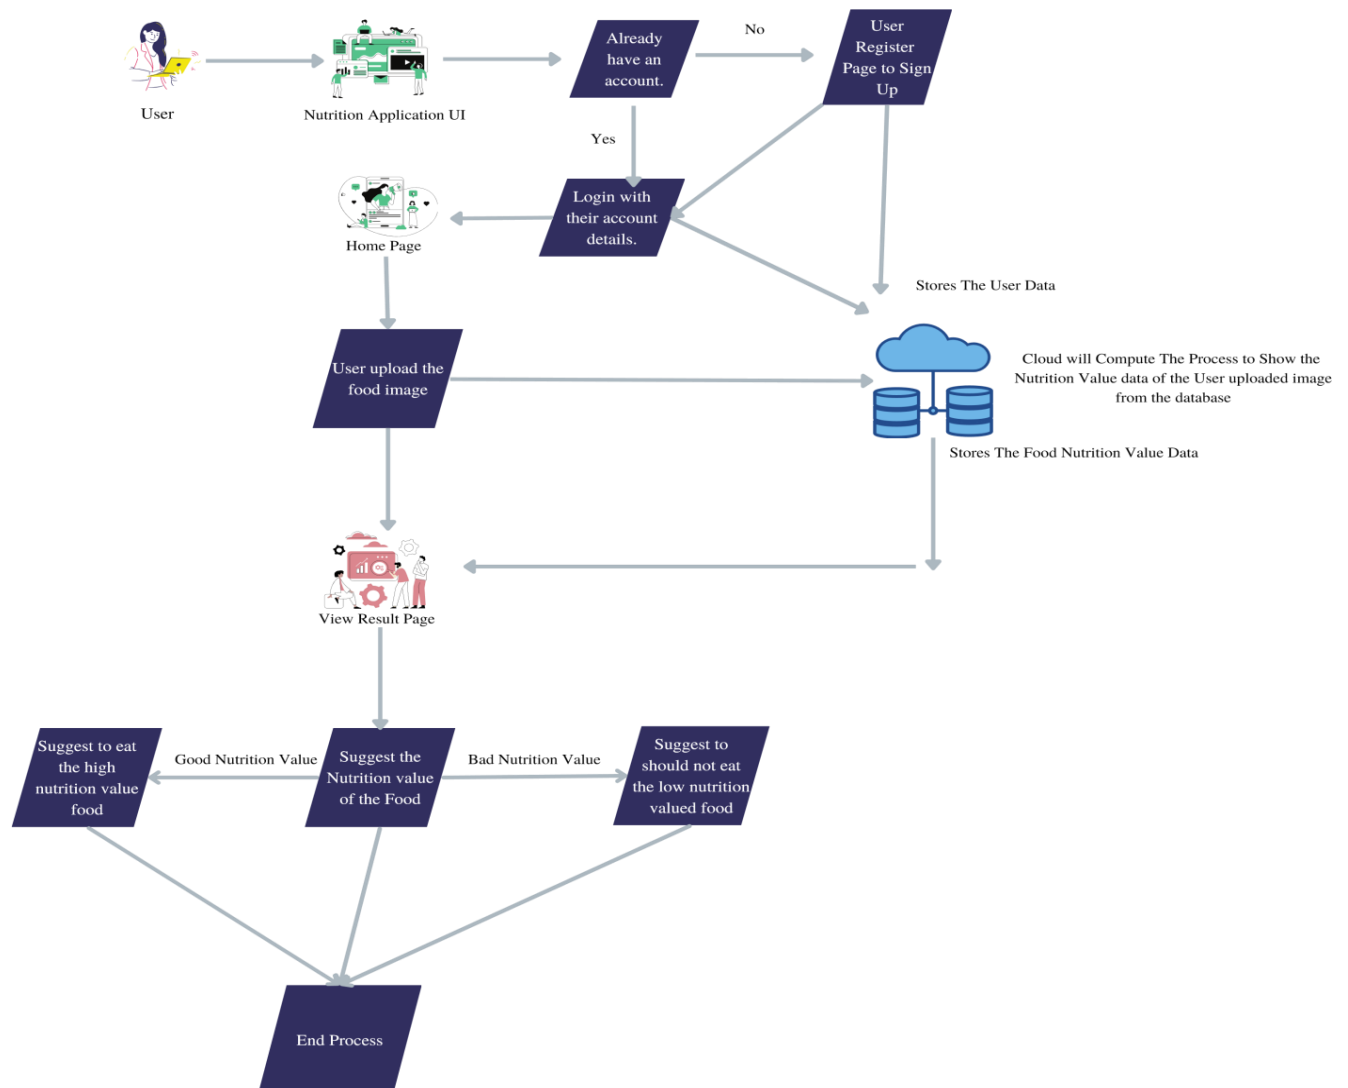 User
Nutrition Application UI
Already
have an
account.
No
User
Register
Page to Sign
Up
Yes
Login with
their account
details.
Home Page
Stores The User Data
User upload the
food image
Cloud will Compute The Process to Show the
Nutrition Value data of the User uploaded image
from the database
Stores The Food Nutrition Value Data
View Result Page
Suggest to eat
the high
nutrition value
food
Good Nutrition Value
Suggest the
Nutrition value
of the Food
Bad Nutrition Value
Suggest to
should not eat
the low nutrition
valued food
End Process